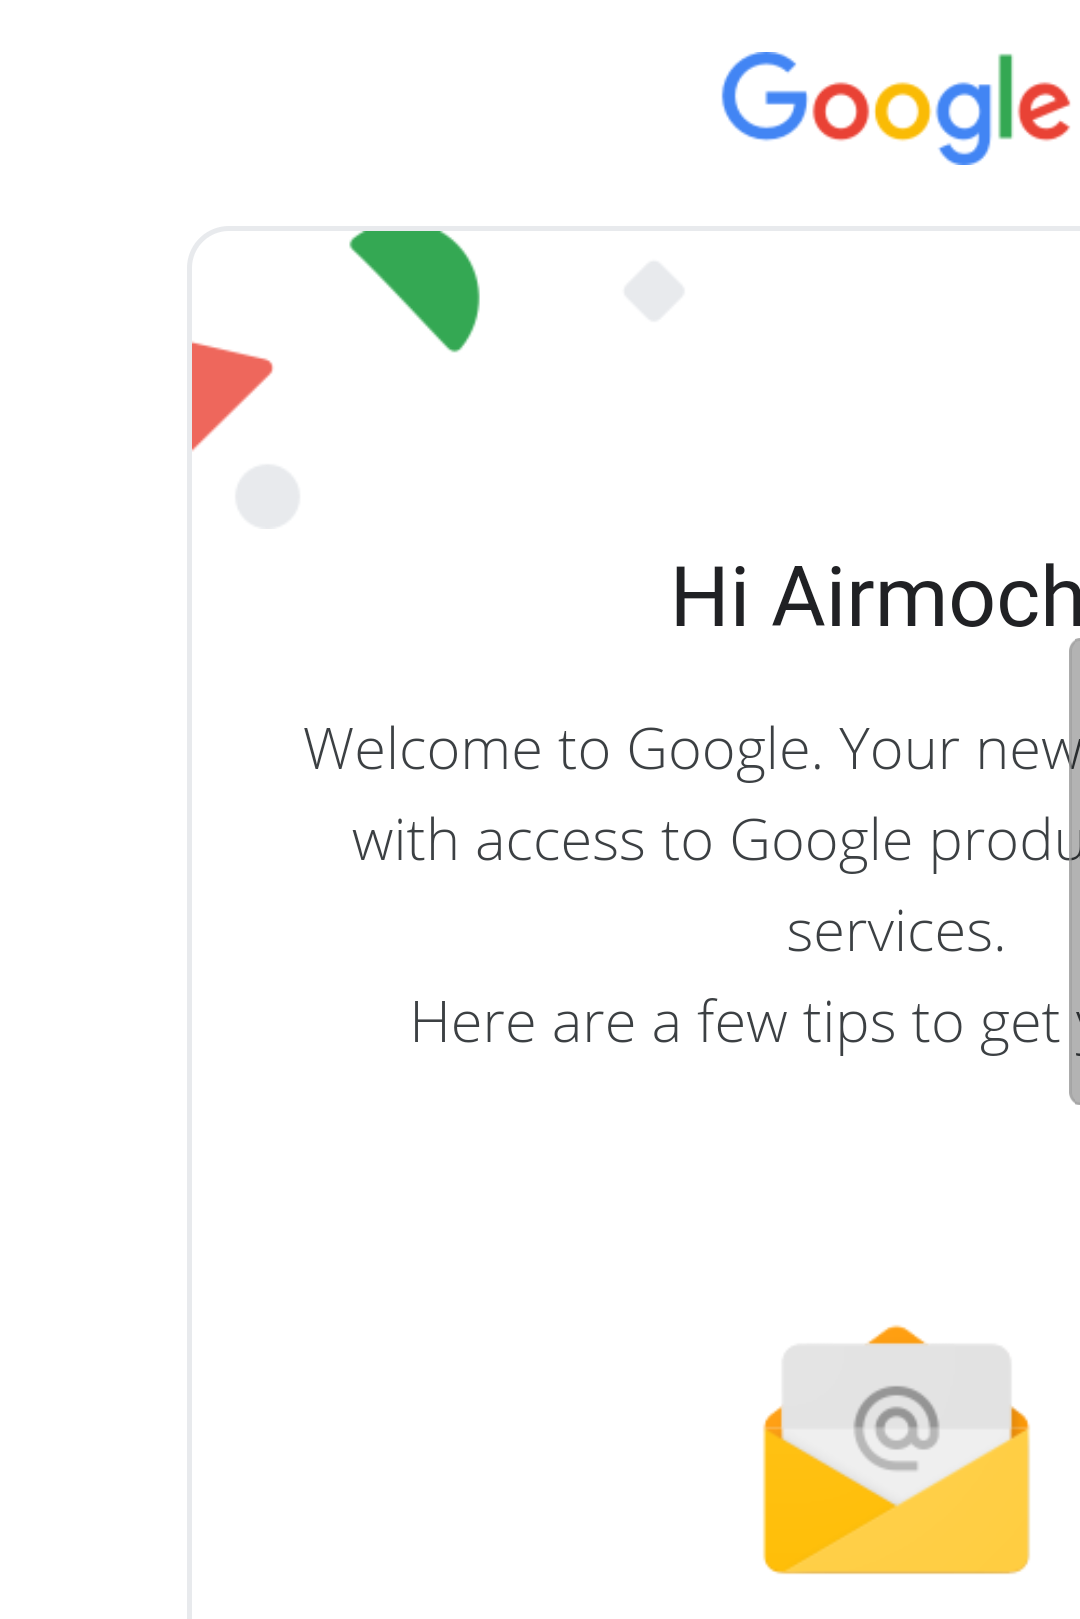 Google
Hi Airmoch
Welcome to Google. Your new
with access to Google produ
services.
Here are a few tips to get
@